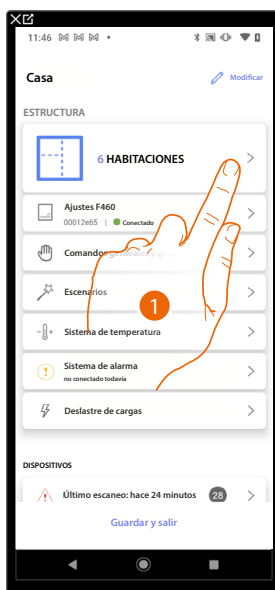 11:46
Casa
Modificar
ESTRUCTURA
6 HABITACIONES
Ajustes F460
00012e65 | Conectado
Comandos generales y
Escenarios
1
Sistema de temperatura
Sistema de alarma
no conectado todavía
Deslastre de cargas
DISPOSITIVOS
Último escaneo: hace 24 minutos 28
Guardar y salir